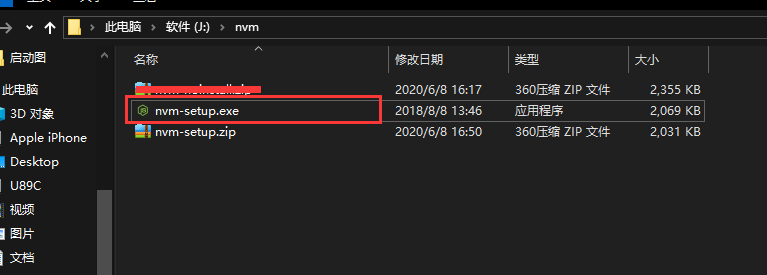 此电脑 > 软件 (J:) > nvm
名称 修改日期 类型 大小
启动图
此电脑
3D 对象
Apple iPhone
Desktop
U89C
视频
图片
文档
2020/6/8 16:17 360压缩 ZIP 文件 2,355 KB
nvm-setup.exe 2018/8/8 13:46 应用程序 2,069 KB
nvm-setup.zip 2020/6/8 16:50 360压缩 ZIP 文件 2,031 KB